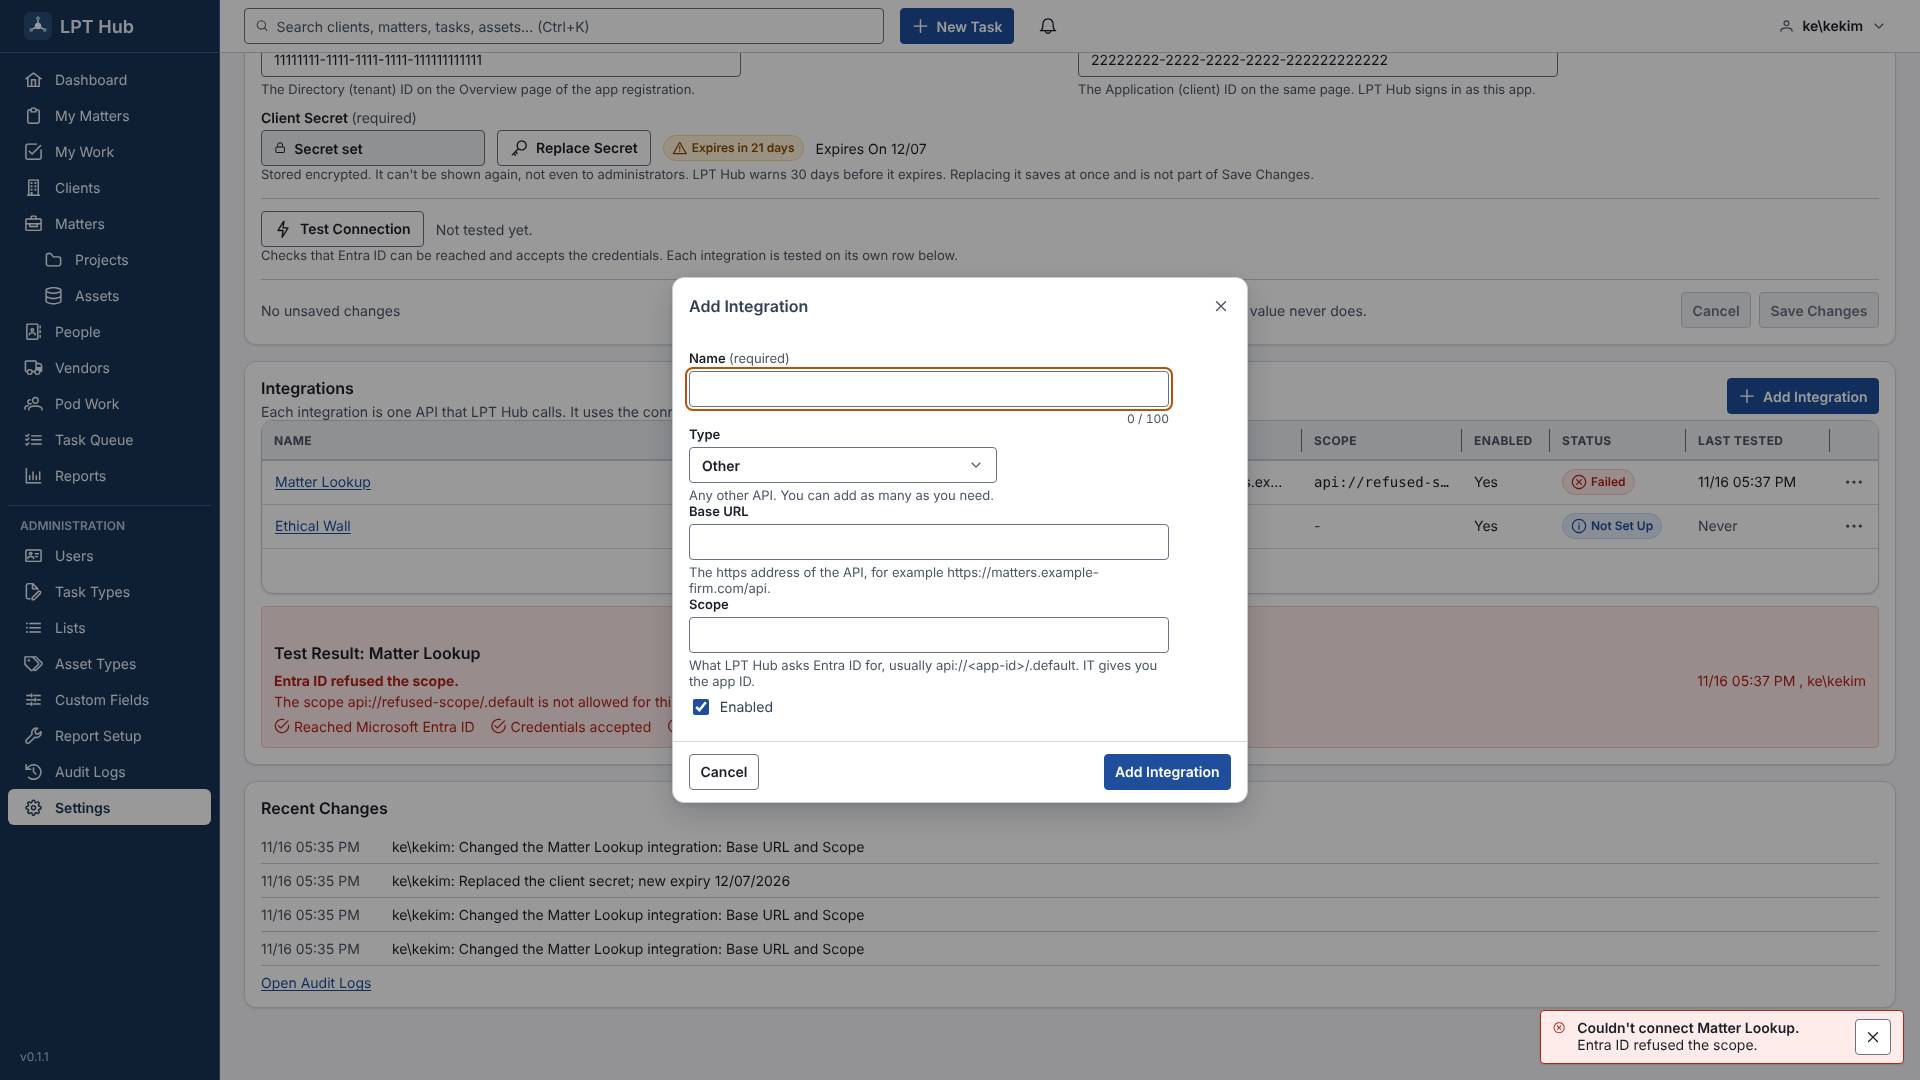 LPT Hub
Search clients, matters, tasks, assets... (Ctrl+K)
New Task
ke\kekim
Dashboard
My Matters
My Work
Clients
Matters
Projects
Assets
People
Vendors
Pod Work
Task Queue
Reports
ADMINISTRATION
Users
Task Types
Lists
Asset Types
Custom Fields
Report Setup
Audit Logs
Settings
v0.1.1
11111111-1111-1111-1111-111111111111
22222222-2222-2222-2222-222222222222
The Directory (tenant) ID on the Overview page of the app registration.
The Application (client) ID on the same page. LPT Hub signs in as this app.
Client Secret (required)
Secret set
Replace Secret
Expires in 21 days
Expires On 12/07
Stored encrypted. It can't be shown again, not even to administrators. LPT Hub warns 30 days before it expires. Replacing it saves at once and is not part of Save Changes.
Test Connection
Not tested yet.
Checks that Entra ID can be reached and accepts the credentials. Each integration is tested on its own row below.
No unsaved changes
value never does.
Cancel
Save Changes
Integrations
Each integration is one API that LPT Hub calls. It uses the conn
Add Integration
NAME
SCOPE
ENABLED
STATUS
LAST TESTED
Matter Lookup
s.ex...
api://refused-s...
Yes
Failed
11/16 05:37 PM
Ethical Wall
-
Yes
Not Set Up
Never
Test Result: Matter Lookup
Entra ID refused the scope.
The scope api://refused-scope/.default is not allowed for thi
Reached Microsoft Entra ID
Credentials accepted
11/16 05:37 PM , ke\kekim
Add Integration
Name (required)
0 / 100
Type
Other
Any other API. You can add as many as you need.
Base URL
The https address of the API, for example https://matters.example-
firm.com/api.
Scope
What LPT Hub asks Entra ID for, usually api://<app-id>/.default. IT gives you
the app ID.
Enabled
Cancel
Add Integration
Recent Changes
11/16 05:35 PM
ke\kekim: Changed the Matter Lookup integration: Base URL and Scope
11/16 05:35 PM
ke\kekim: Replaced the client secret; new expiry 12/07/2026
11/16 05:35 PM
ke\kekim: Changed the Matter Lookup integration: Base URL and Scope
11/16 05:35 PM
ke\kekim: Changed the Matter Lookup integration: Base URL and Scope
Open Audit Logs
Couldn't connect Matter Lookup.
Entra ID refused the scope.